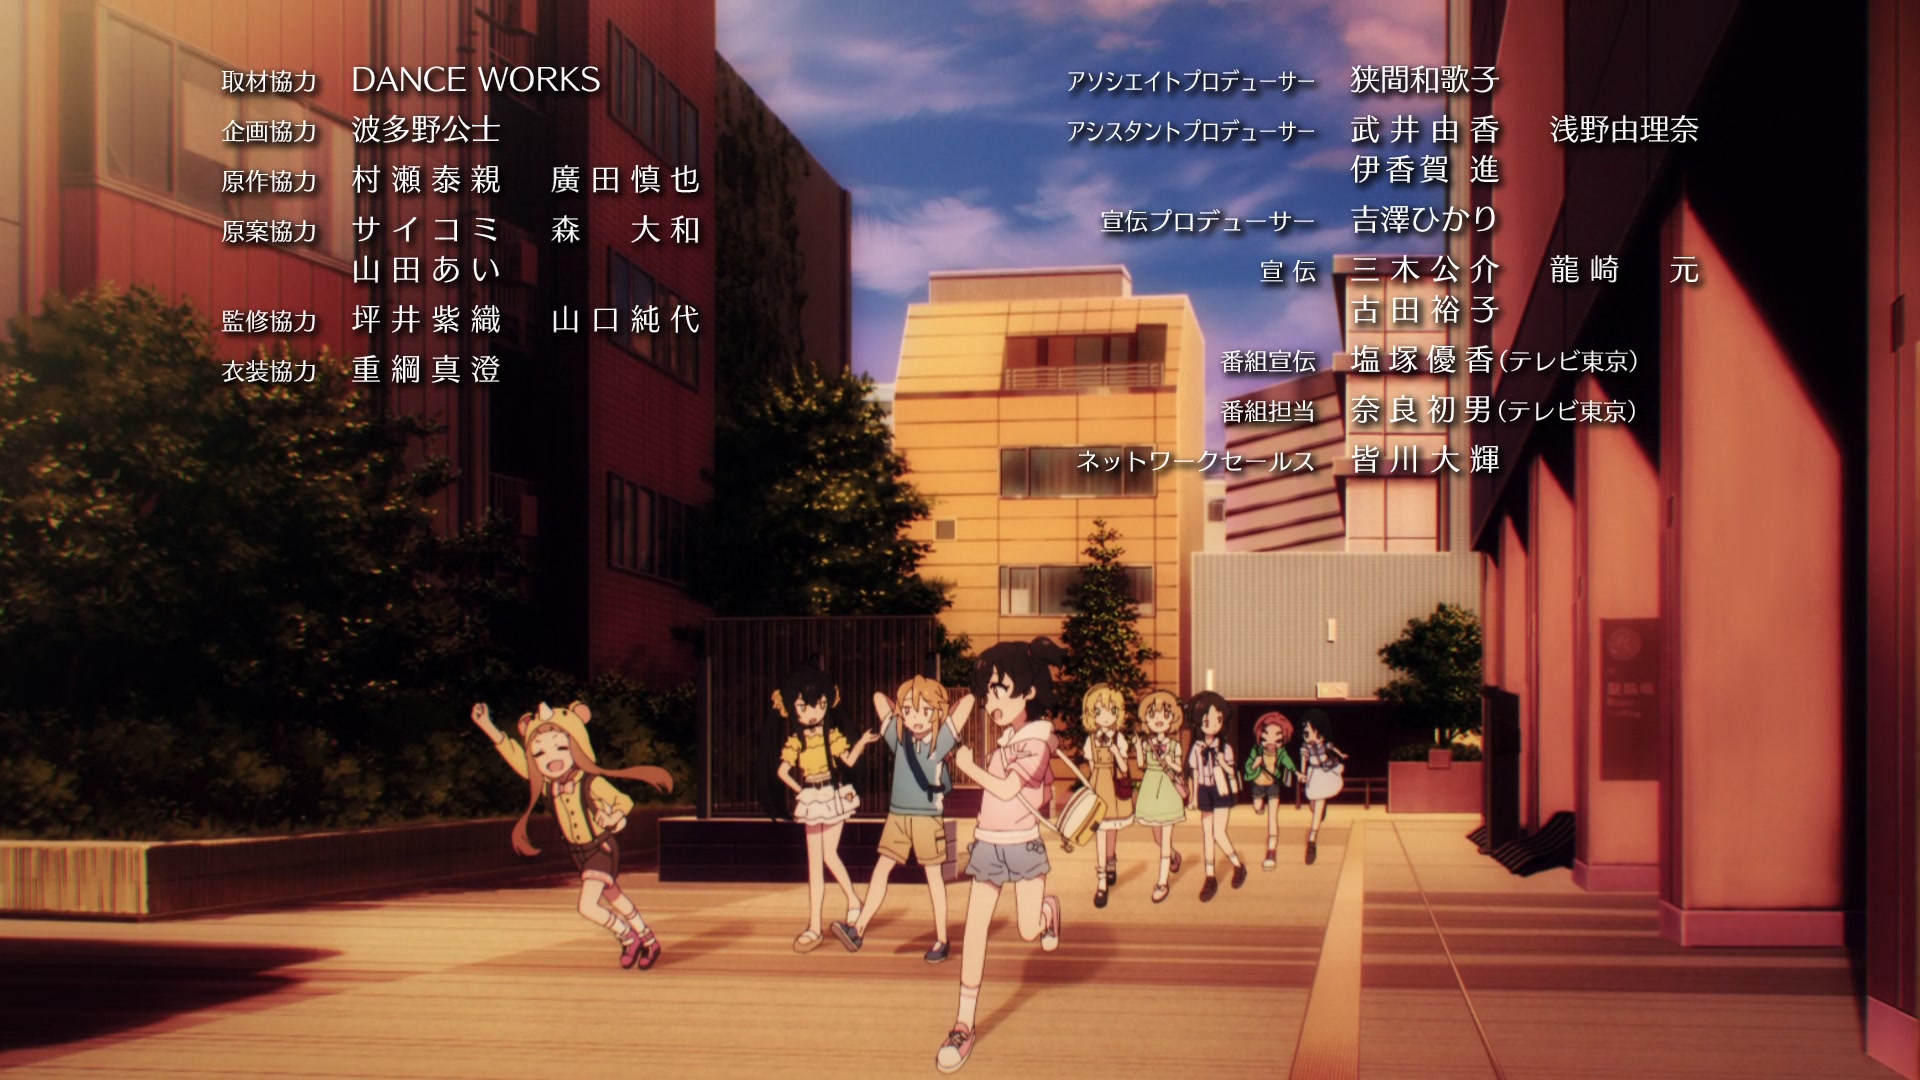 取材協力 DANCE WORKS
企画協力 波多野公士
原作協力 村瀬泰親 廣田慎也
原案協力 サイコミ 森 大和
山田あい
監修協力 坪井紫織 山口純代
衣装協力 重綱真澄
アソシエイトプロデューサー 狭間和歌子
アシスタントプロデューサー 武井由香 浅野由理奈
伊香賀 進
宣伝プロデューサー 吉澤ひかり
宣伝 三木公介 龍崎 元
古田裕子
番組宣伝 塩塚優香(テレビ東京)
番組担当 奈良初男(テレビ東京)
ネットワークセールス 皆川大輝